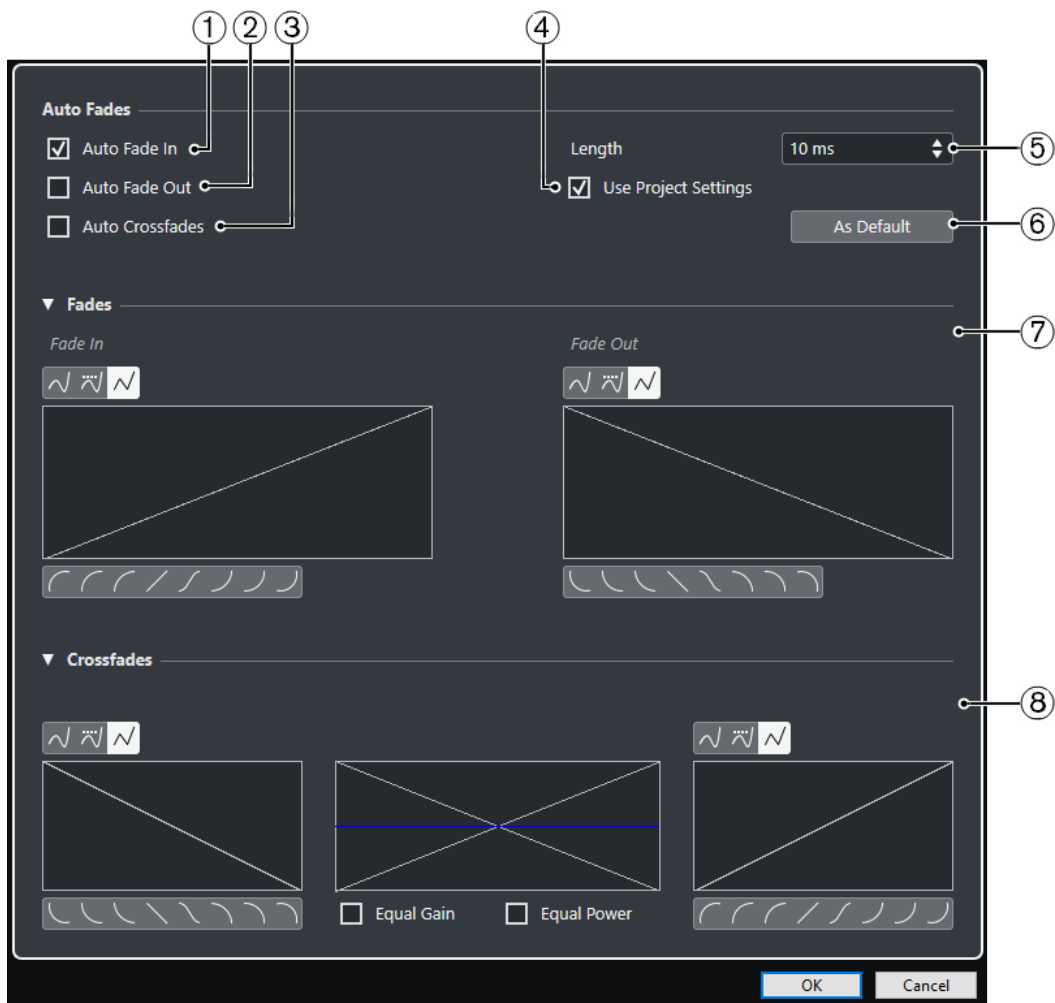 ① ② ③ ④
Auto Fades
Auto Fade In
Length 10 ms ⑤
Auto Fade Out
Use Project Settings
Auto Crossfades
As Default ⑥
Fades
⑦
Fade In Fade Out
Crossfades
⑧
Equal Gain Equal Power
OK Cancel